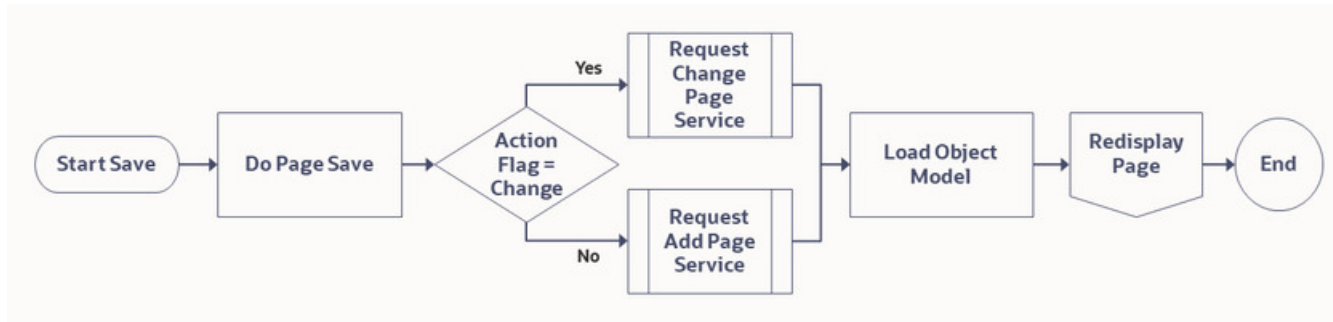 Start Save
Do Page Save
Action
Flag =
Change
Yes
Request
Change
Page
Service
No
Request
Add Page
Service
Load Object
Model
Redisplay
Page
End